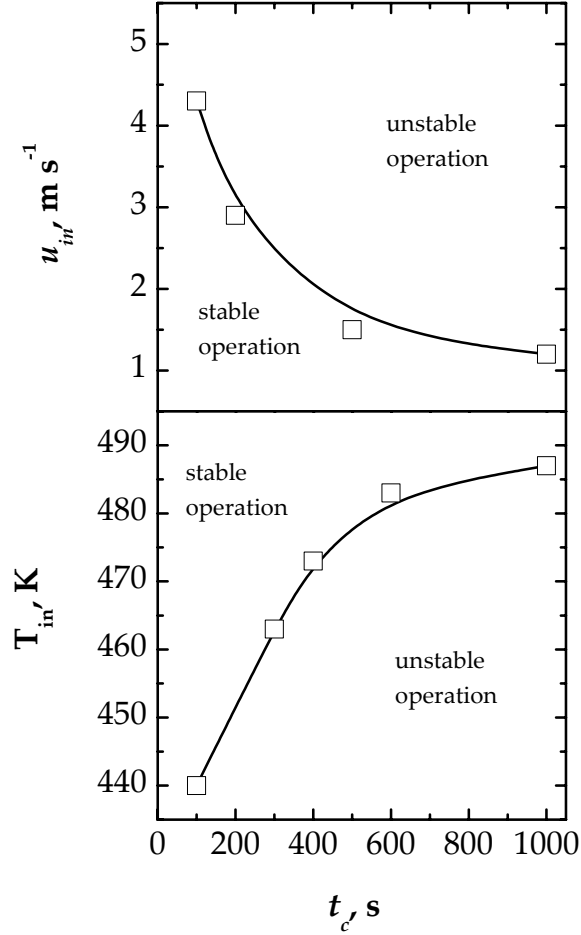 5
4
3
2
1
u_in, m s^-1
unstable
operation
stable
operation
490
480
470
460
450
440
T_in, K
stable
operation
unstable
operation
0 200 400 600 800 1000
t_c, s